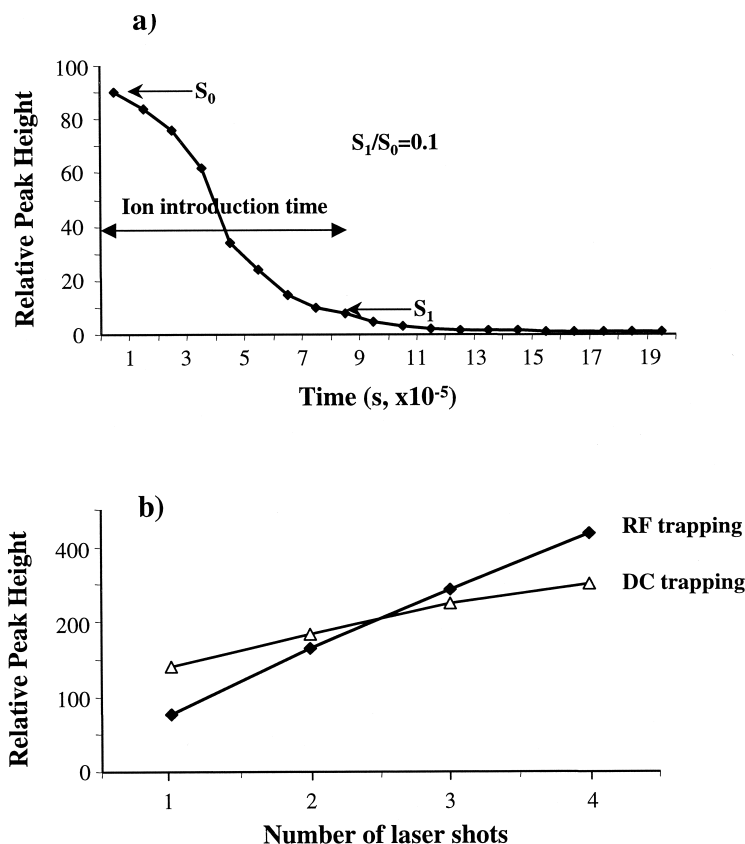 a)
Relative Peak Height
100
80
60
40
20
0
S0
S1/S0=0.1
Ion introduction time
S1
1 3 5 7 9 11 13 15 17 19
Time (s, x10-5)
b)
Relative Peak Height
400
200
100
0
RF trapping
DC trapping
1 2 3 4
Number of laser shots